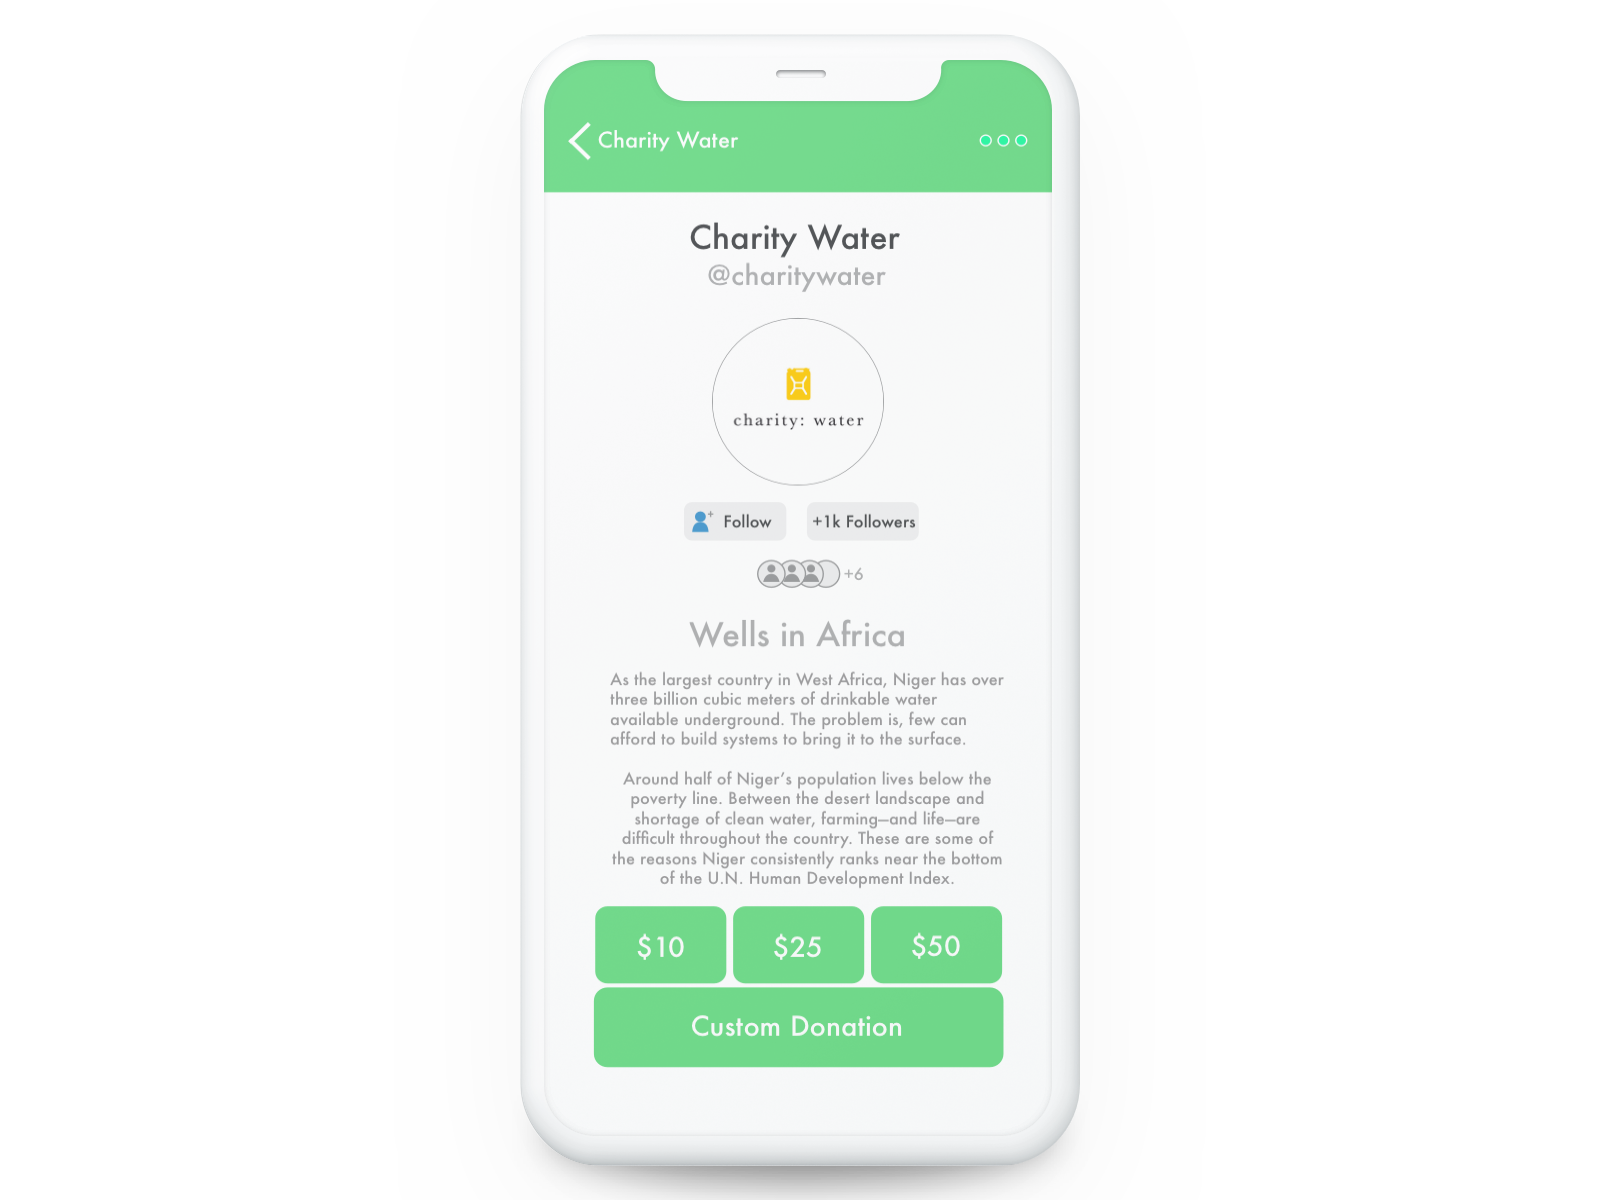 Charity Water
Charity Water
@charitywater
charity: water
Follow
+1k Followers
+6
Wells in Africa
As the largest country in West Africa, Niger has over
three billion cubic meters of drinkable water
available underground. The problem is, few can
afford to build systems to bring it to the surface.
Around half of Niger’s population lives below the
poverty line. Between the desert landscape and
shortage of clean water, farming—and life—are
difficult throughout the country. These are some of
the reasons Niger consistently ranks near the bottom
of the U.N. Human Development Index.
$10
$25
$50
Custom Donation